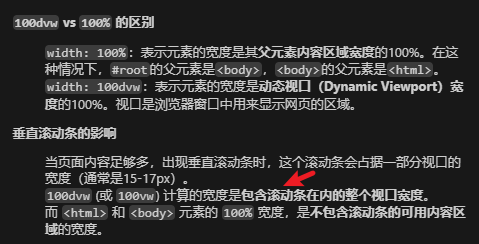 100dvw vs 100% 的区别
width: 100%：表示元素的宽度是其父元素内容区域宽度的100%。在这
种情况下，#root的父元素是<body>，<body>的父元素是<html>。
width: 100dvw：表示元素的宽度是动态视口（Dynamic Viewport）宽
度的100%。视口是浏览器窗口中用来显示网页的区域。
垂直滚动条的影响
当页面内容足够多，出现垂直滚动条时，这个滚动条会占据一部分视口的
宽度（通常是15-17px）。
100dvw (或 100vw) 计算的宽度是包含滚动条在内的整个视口宽度。
而 <html> 和 <body> 元素的 100% 宽度，是不包含滚动条的可用内容区
域的宽度。